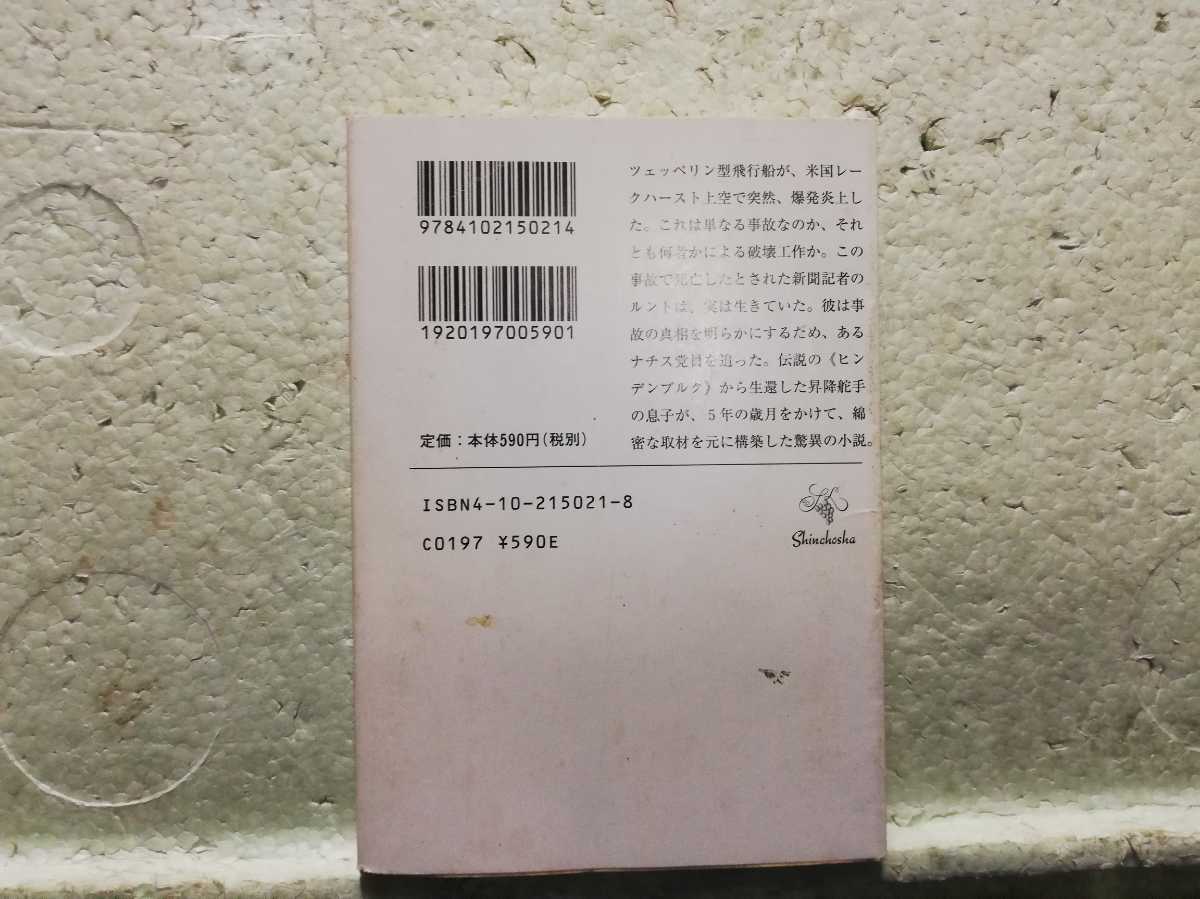 9784102150214
1920197005901
定価：本体590円（税別）
ツェッペリン型飛行船が、米国レー
クハースト上空で突然、爆発炎上し
た。これは単なる事故なのか、それ
とも何者かによる破壊工作か。この
事故で死亡したとされた新聞記者の
ルントは、実は生きていた。彼は事
故の真相を明らかにするため、ある
ナチス党員を追った。伝説の《ヒン
デンブルク》から生還した昇降舵手
の息子が、５年の歳月をかけて、綿
密な取材を元に構築した驚異の小説。
ISBN4-10-215021-8
C0197 ¥590E
Shinchosha